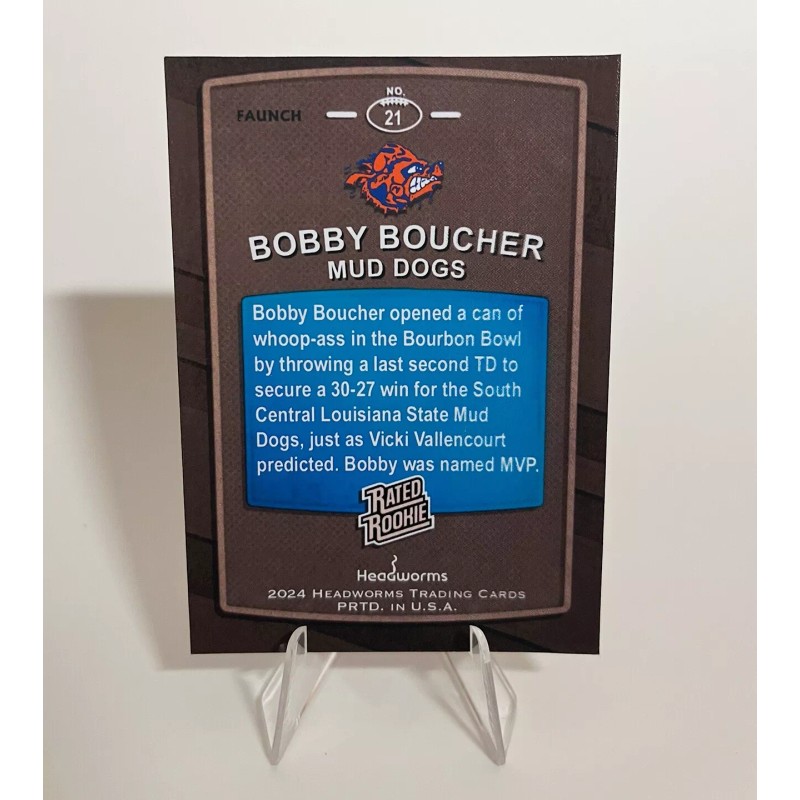 FAUNCH
NO.
21
BOBBY BOUCHER
MUD DOGS
Bobby Boucher opened a can of
whoop-ass in the Bourbon Bowl
by throwing a last second TD to
secure a 30-27 win for the South
Central Louisiana State Mud
Dogs, just as Vicki Vallencourt
predicted. Bobby was named MVP.
RATED
ROOKIE
Headworms
2024 HEADWORMS TRADING CARDS
PRTD. IN U.S.A.